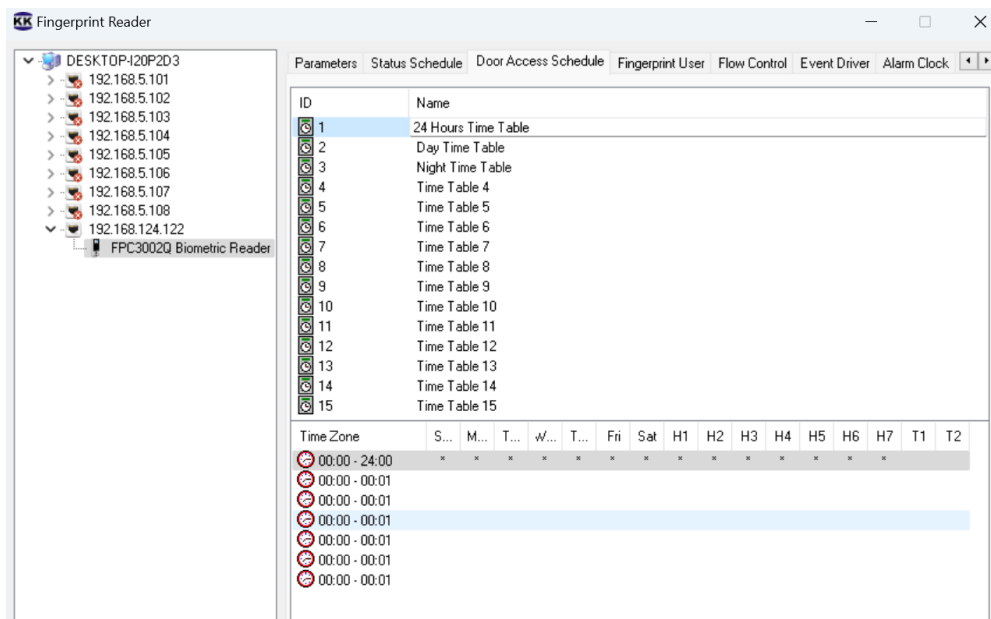 KK Fingerprint Reader
DESKTOP-I20P2D3
192.168.5.101
192.168.5.102
192.168.5.103
192.168.5.104
192.168.5.105
192.168.5.106
192.168.5.107
192.168.5.108
192.168.124.122
FPC3002Q Biometric Reader
Parameters Status Schedule Door Access Schedule Fingerprint User Flow Control Event Driver Alarm Clock
ID Name
1 24 Hours Time Table
2 Day Time Table
3 Night Time Table
4 Time Table 4
5 Time Table 5
6 Time Table 6
7 Time Table 7
8 Time Table 8
9 Time Table 9
10 Time Table 10
11 Time Table 11
12 Time Table 12
13 Time Table 13
14 Time Table 14
15 Time Table 15
Time Zone S... M... T... W... T... Fri Sat H1 H2 H3 H4 H5 H6 H7 T1 T2
00:00 - 24:00 * * * * * * * * * * * * * *
00:00 - 00:01
00:00 - 00:01
00:00 - 00:01
00:00 - 00:01
00:00 - 00:01
00:00 - 00:01